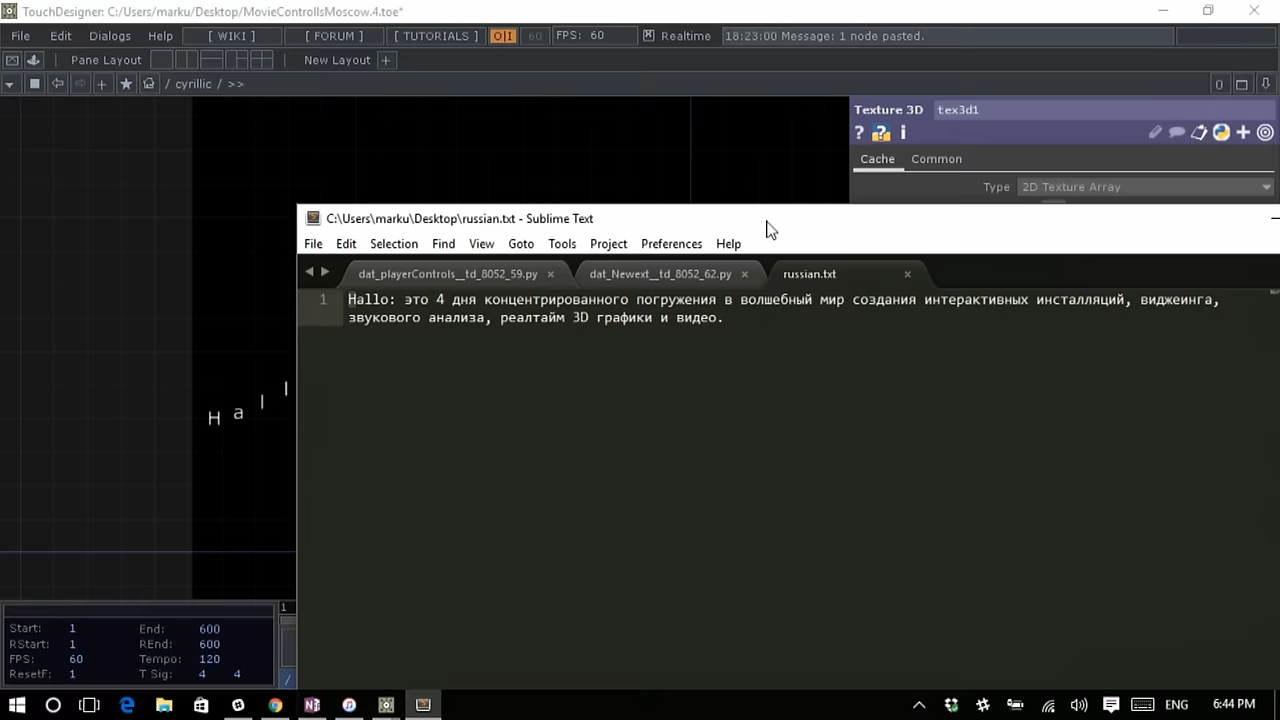 TouchDesigner: C:/Users/marku/Desktop/MovieControllsMoscow.4.toe*
File Edit Dialogs Help [ WIKI ] [ FORUM ] [ TUTORIALS ] O|I 60 FPS: 60 Realtime 18:23:00 Message: 1 node pasted.
Pane Layout New Layout +
/ cyrillic / >> 0
Texture 3D tex3d1
? ? i
Cache Common
Type 2D Texture Array
C:\Users\marku\Desktop\russian.txt - Sublime Text
File Edit Selection Find View Goto Tools Project Preferences Help
dat_playerControls__td_8052_59.py × dat_Newext__td_8052_62.py × russian.txt ×
1 Hallo: это 4 дня концентрированного погружения в волшебный мир создания интерактивных инсталляций, виджеинга,
звукового анализа, реалтайм 3D графики и видео.
H a l l
1
Start: 1 End: 600
RStart: 1 REnd: 600
FPS: 60 Tempo: 120
ResetF: 1 T Sig: 4 4 /
ENG 6:44 PM